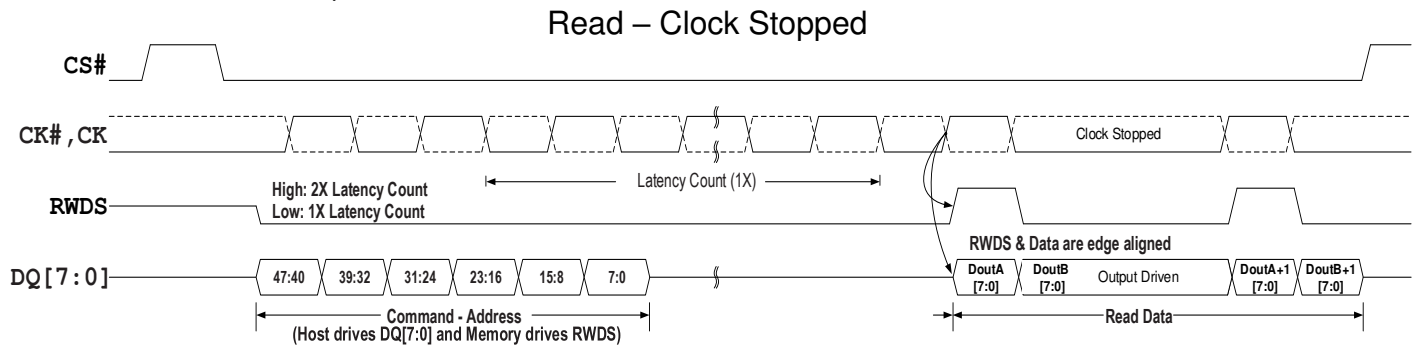 Read – Clock Stopped
CS#
CK#,CK
Clock Stopped
Latency Count (1X)
High: 2X Latency Count
Low: 1X Latency Count
RWDS
RWDS & Data are edge aligned
DQ[7:0]
47:40 39:32 31:24 23:16 15:8 7:0
DoutA DoutB Output Driven DoutA+1 DoutB+1
[7:0] [7:0] [7:0] [7:0]
Command - Address
(Host drives DQ[7:0] and Memory drives RWDS)
Read Data